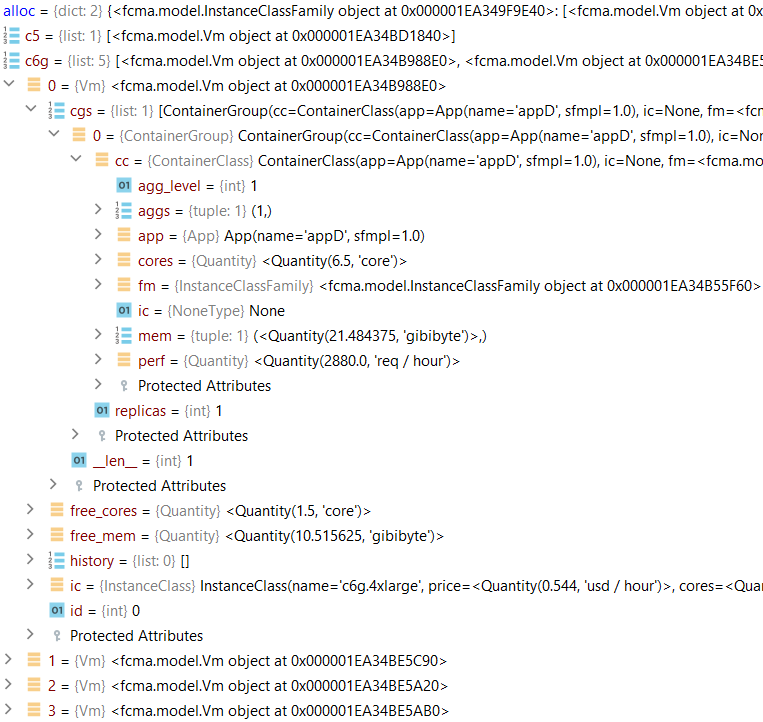 alloc = {dict: 2} {<fcma.model.InstanceClassFamily object at 0x000001EA349F9E40>: [<fcma.model.Vm object at 0x
c5 = {list: 1} [<fcma.model.Vm object at 0x000001EA34BD1840>]
c6g = {list: 5} [<fcma.model.Vm object at 0x000001EA34B988E0>, <fcma.model.Vm object at 0x000001EA34BE5
0 = {Vm} <fcma.model.Vm object at 0x000001EA34B988E0>
cgs = {list: 1} [ContainerGroup(cc=ContainerClass(app=App(name='appD', sfmpl=1.0), ic=None, fm=<fcm
0 = {ContainerGroup} ContainerGroup(cc=ContainerClass(app=App(name='appD', sfmpl=1.0), ic=Non
cc = {ContainerClass} ContainerClass(app=App(name='appD', sfmpl=1.0), ic=None, fm=<fcma.mo
01 agg_level = {int} 1
aggs = {tuple: 1} (1,)
app = {App} App(name='appD', sfmpl=1.0)
cores = {Quantity} <Quantity(6.5, 'core')>
fm = {InstanceClassFamily} <fcma.model.InstanceClassFamily object at 0x000001EA34B55F60>
01 ic = {NoneType} None
mem = {tuple: 1} (<Quantity(21.484375, 'gibibyte')>,)
perf = {Quantity} <Quantity(2880.0, 'req / hour')>
Protected Attributes
01 replicas = {int} 1
Protected Attributes
01 __len__ = {int} 1
Protected Attributes
free_cores = {Quantity} <Quantity(1.5, 'core')>
free_mem = {Quantity} <Quantity(10.515625, 'gibibyte')>
history = {list: 0} []
ic = {InstanceClass} InstanceClass(name='c6g.4xlarge', price=<Quantity(0.544, 'usd / hour')>, cores=<Quan
01 id = {int} 0
Protected Attributes
1 = {Vm} <fcma.model.Vm object at 0x000001EA34BE5C90>
2 = {Vm} <fcma.model.Vm object at 0x000001EA34BE5A20>
3 = {Vm} <fcma.model.Vm object at 0x000001EA34BE5AB0>